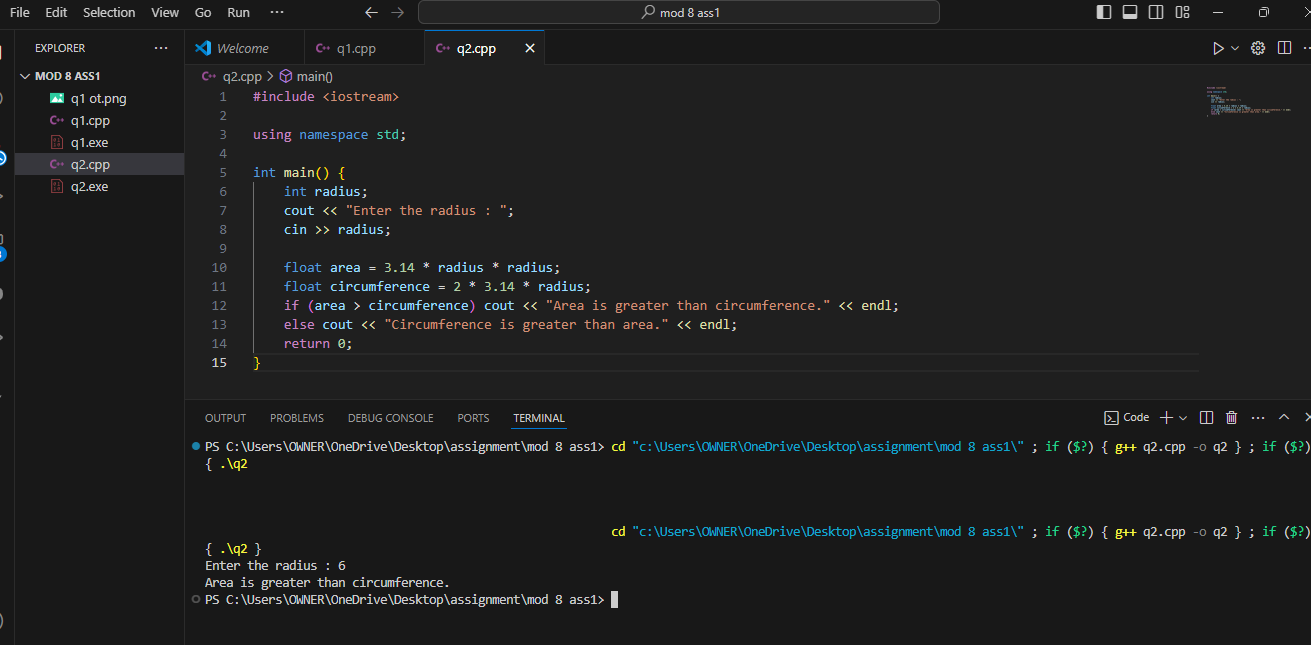 File Edit Selection View Go Run ··· ← → mod 8 ass1
EXPLORER ···
MOD 8 ASS1
q1 ot.png
q1.cpp
q1.exe
q2.cpp
q2.exe
Welcome q1.cpp q2.cpp
q2.cpp > main()
1 #include <iostream>
2
3 using namespace std;
4
5 int main() {
6 int radius;
7 cout << "Enter the radius : ";
8 cin >> radius;
9
10 float area = 3.14 * radius * radius;
11 float circumference = 2 * 3.14 * radius;
12 if (area > circumference) cout << "Area is greater than circumference." << endl;
13 else cout << "Circumference is greater than area." << endl;
14 return 0;
15 }
OUTPUT PROBLEMS DEBUG CONSOLE PORTS TERMINAL Code
PS C:\Users\OWNER\OneDrive\Desktop\assignment\mod 8 ass1> cd "c:\Users\OWNER\OneDrive\Desktop\assignment\mod 8 ass1\" ; if ($?) { g++ q2.cpp -o q2 } ; if ($?)
{ .\q2
cd "c:\Users\OWNER\OneDrive\Desktop\assignment\mod 8 ass1\" ; if ($?) { g++ q2.cpp -o q2 } ; if ($?)
{ .\q2 }
Enter the radius : 6
Area is greater than circumference.
PS C:\Users\OWNER\OneDrive\Desktop\assignment\mod 8 ass1>